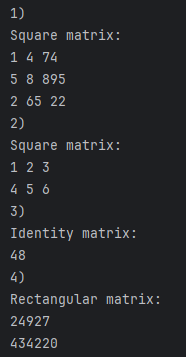 1)
Square matrix:
1 4 74
5 8 895
2 65 22
2)
Square matrix:
1 2 3
4 5 6
3)
Identity matrix:
48
4)
Rectangular matrix:
24927
434220